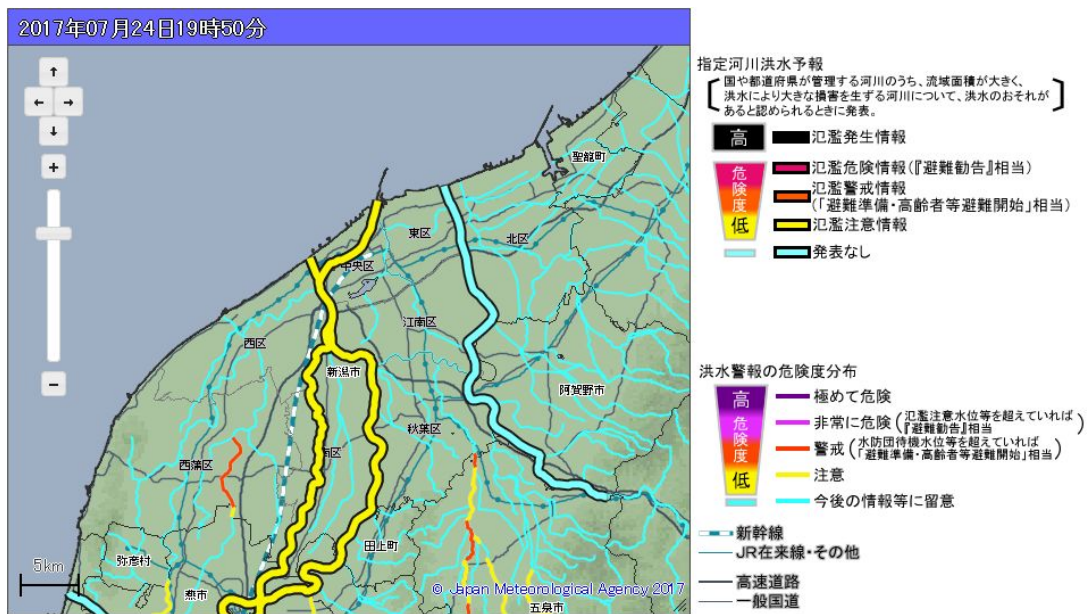 2017年07月24日19時50分
指定河川洪水予報
国や都道府県が管理する河川のうち、流域面積が大きく、
洪水により大きな損害を生ずる河川について、洪水のおそれが
あると認められるときに発表。
高
氾濫発生情報
危険度
氾濫危険情報(『避難勧告』相当)
氾濫警戒情報
(「避難準備・高齢者等避難開始」相当)
低
氾濫注意情報
発表なし
洪水警報の危険度分布
高
極めて危険
危険度
非常に危険(氾濫注意水位等を超えていれば
『避難勧告』相当)
警戒(水防団待機水位等を超えていれば
「避難準備・高齢者等避難開始」相当)
低
注意
今後の情報等に留意
新幹線
JR在来線・その他
高速道路
一般国道
聖籠町
東区
北区
中央区
江南区
西区
新潟市
阿賀野市
秋葉区
西蒲区
南区
田上町
弥彦村
燕市
五泉市
5km
© Japan Meteorological Agency 2017